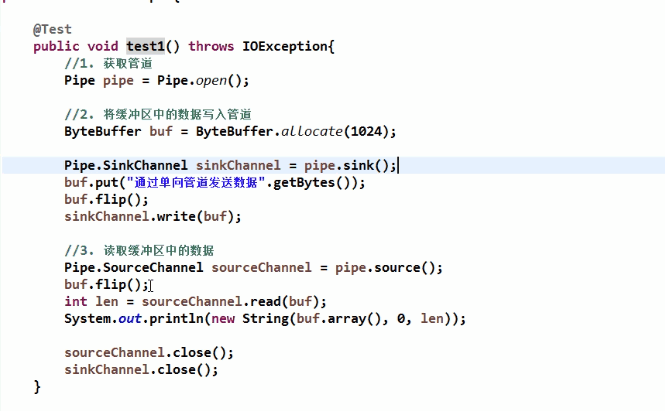 @Test
public void test1() throws IOException{
//1. 获取管道
Pipe pipe = Pipe.open();
//2. 将缓冲区中的数据写入管道
ByteBuffer buf = ByteBuffer.allocate(1024);
Pipe.SinkChannel sinkChannel = pipe.sink();
buf.put("通过单向管道发送数据".getBytes());
buf.flip();
sinkChannel.write(buf);
//3. 读取缓冲区中的数据
Pipe.SourceChannel sourceChannel = pipe.source();
buf.flip();
int len = sourceChannel.read(buf);
System.out.println(new String(buf.array(), 0, len));
sourceChannel.close();
sinkChannel.close();
}